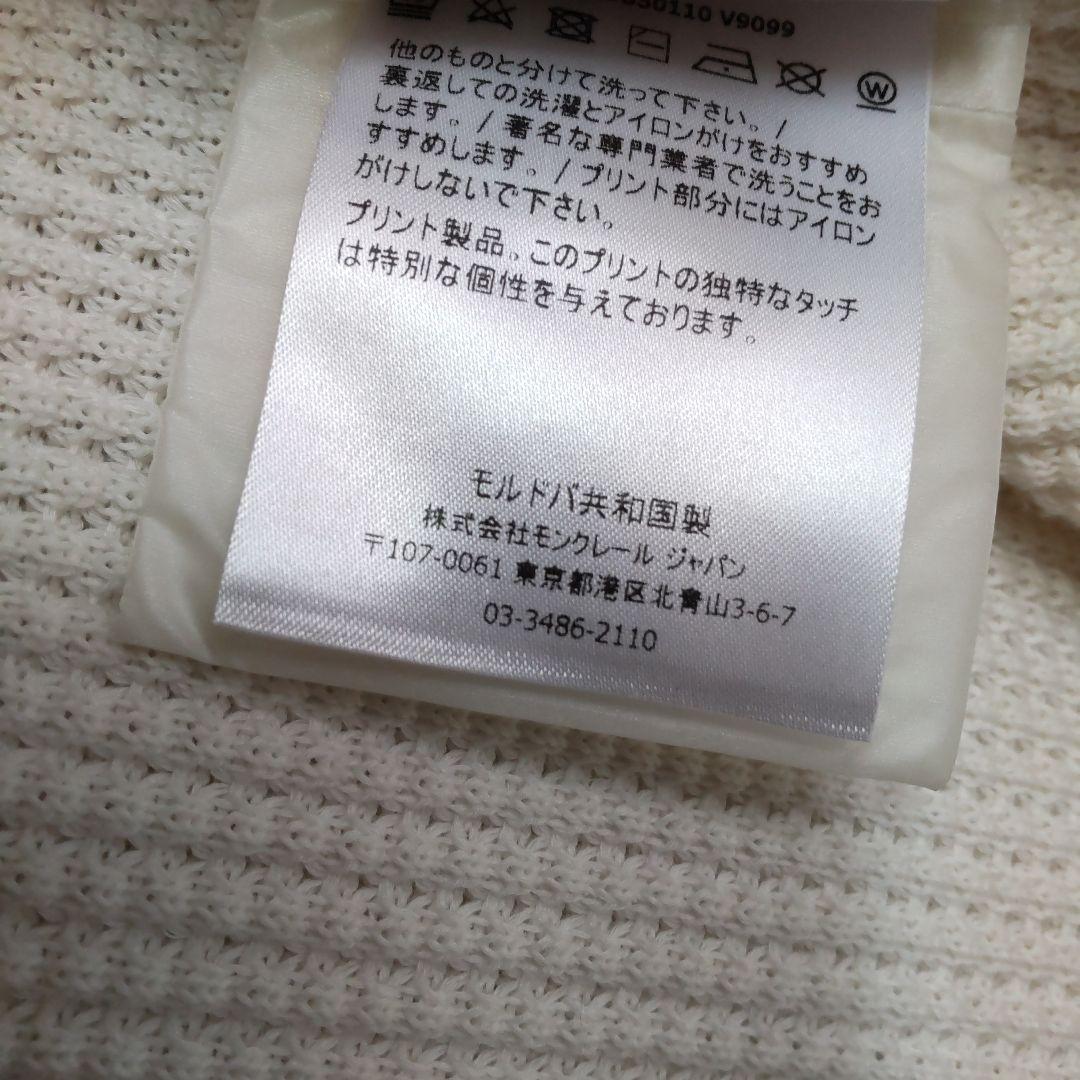 30110 V9099
他のものと分けて洗って下さい。/
裏返しての洗濯とアイロンがけをおすすめ
します。/ 著名な専門業者で洗うことをお
すすめします。/ プリント部分にはアイロン
がけしないで下さい。
プリント製品。このプリントの独特なタッチ
は特別な個性を与えております。
モルドバ共和国製
株式会社モンクレール ジャパン
〒107-0061 東京都港区北青山3-6-7
03-3486-2110
W